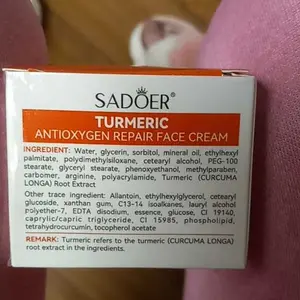 SADOER®
TURMERIC
ANTIOXYGEN REPAIR FACE CREAM
INGREDIENT: Water, glycerin, sorbitol, mineral oil, ethylhexyl
palmitate, polydimethylsiloxane, cetearyl alcohol, PEG-100
stearate, glyceryl stearate, phenoxyethanol, methylparaben,
carbomer, arginine, polyacrylamide, Turmeric (CURCUMA
LONGA) Root Extract
Other trace ingredient: Allantoin, ethylhexylglycerol, cetearyl
glucoside, xanthan gum, C13-14 isoalkanes, lauryl alcohol
polyether-7, EDTA disodium, essence, glucose, CI 19140,
caprylic/capric triglyceride, CI 15985, phospholipid,
tetrahydrocurcumin, tocopherol acetate
REMARK: Turmeric refers to the turmeric (CURCUMA LONGA)
root extract in the ingredients.